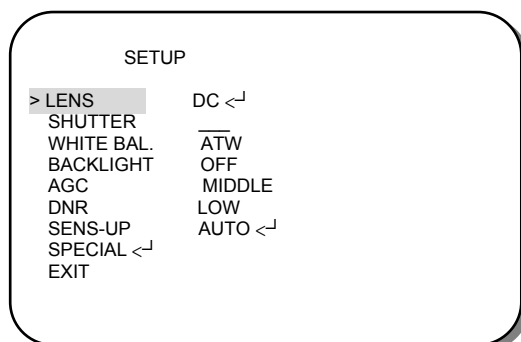 SETUP
> LENS DC ↵
SHUTTER ___
WHITE BAL. ATW
BACKLIGHT OFF
AGC MIDDLE
DNR LOW
SENS-UP AUTO ↵
SPECIAL ↵
EXIT